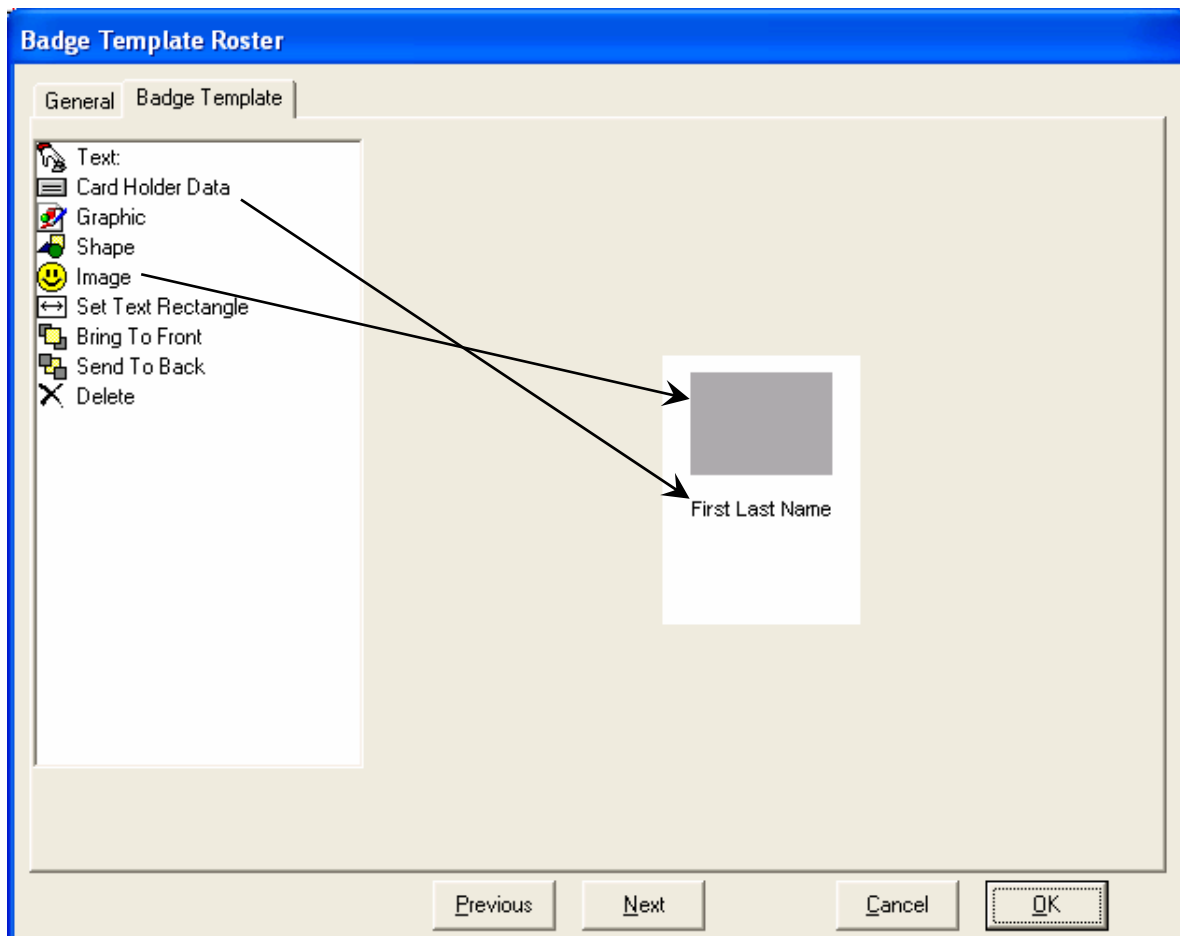 Badge Template Roster
General Badge Template
Text:
Card Holder Data
Graphic
Shape
Image
Set Text Rectangle
Bring To Front
Send To Back
Delete
First Last Name
Previous Next Cancel OK